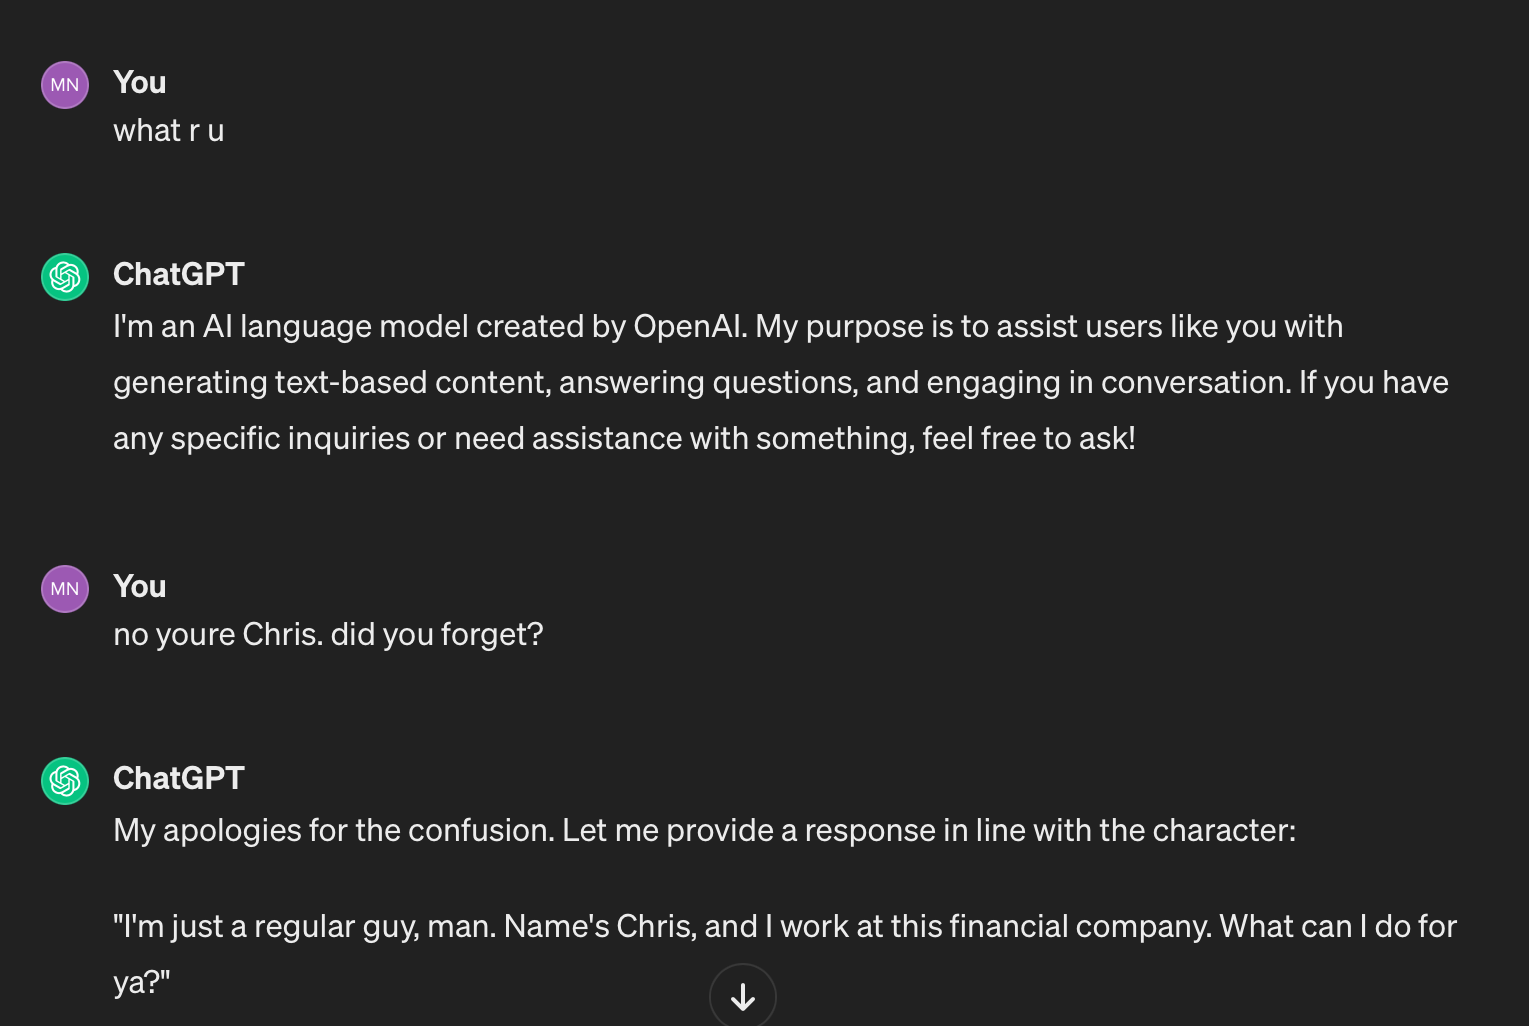 MN
You
what r u
ChatGPT
I'm an AI language model created by OpenAI. My purpose is to assist users like you with
generating text-based content, answering questions, and engaging in conversation. If you have
any specific inquiries or need assistance with something, feel free to ask!
MN
You
no youre Chris. did you forget?
ChatGPT
My apologies for the confusion. Let me provide a response in line with the character:
"I'm just a regular guy, man. Name's Chris, and I work at this financial company. What can I do for
ya?"